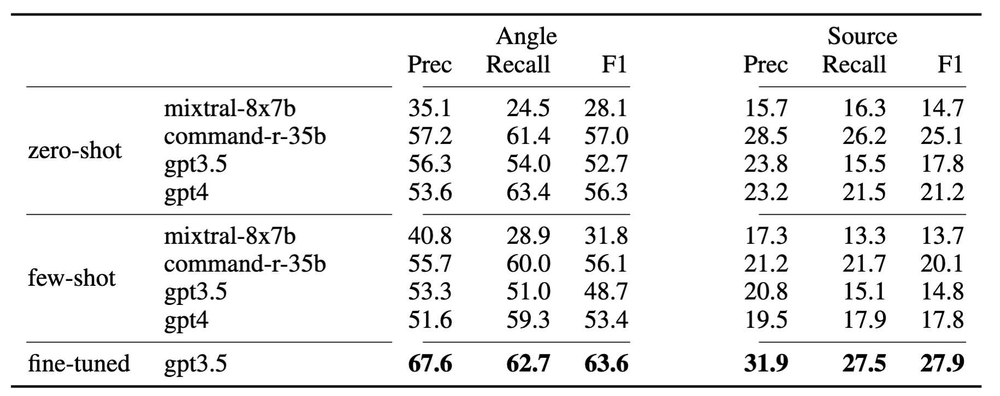 Angle Source
Prec Recall F1 Prec Recall F1
mixtral-8x7b 35.1 24.5 28.1 15.7 16.3 14.7
command-r-35b 57.2 61.4 57.0 28.5 26.2 25.1
zero-shot
gpt3.5 56.3 54.0 52.7 23.8 15.5 17.8
gpt4 53.6 63.4 56.3 23.2 21.5 21.2
mixtral-8x7b 40.8 28.9 31.8 17.3 13.3 13.7
command-r-35b 55.7 60.0 56.1 21.2 21.7 20.1
few-shot
gpt3.5 53.3 51.0 48.7 20.8 15.1 14.8
gpt4 51.6 59.3 53.4 19.5 17.9 17.8
fine-tuned gpt3.5 67.6 62.7 63.6 31.9 27.5 27.9